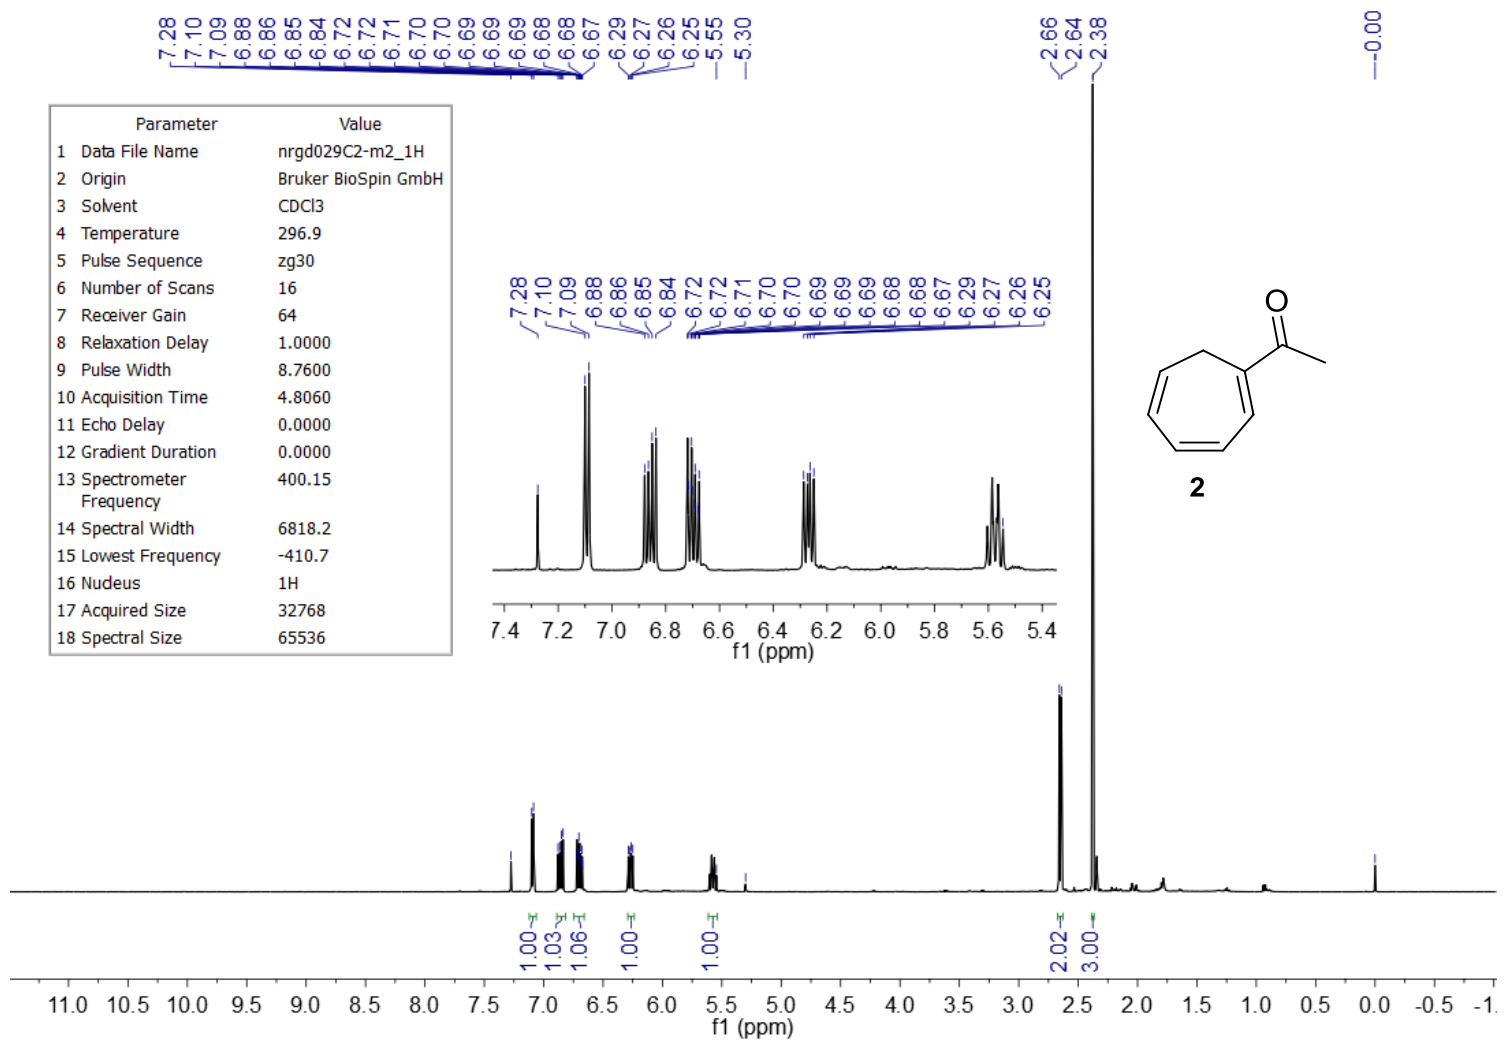 7.28
7.10
7.09
6.88
6.86
6.85
6.84
6.72
6.72
6.71
6.70
6.70
6.69
6.69
6.69
6.68
6.68
6.67
6.29
6.27
6.26
6.25
5.55
5.30
2.66
2.64
2.38
-0.00
Parameter Value
1 Data File Name nrgd029C2-m2_1H
2 Origin Bruker BioSpin GmbH
3 Solvent CDCl3
4 Temperature 296.9
5 Pulse Sequence zg30
6 Number of Scans 16
7 Receiver Gain 64
8 Relaxation Delay 1.0000
9 Pulse Width 8.7600
10 Acquisition Time 4.8060
11 Echo Delay 0.0000
12 Gradient Duration 0.0000
13 Spectrometer 400.15
Frequency
14 Spectral Width 6818.2
15 Lowest Frequency -410.7
16 Nucleus 1H
17 Acquired Size 32768
18 Spectral Size 65536
7.28
7.10
7.09
6.88
6.86
6.85
6.84
6.72
6.72
6.71
6.70
6.70
6.69
6.69
6.69
6.68
6.68
6.67
6.29
6.27
6.26
6.25
7.4 7.2 7.0 6.8 6.6 6.4 6.2 6.0 5.8 5.6 5.4
f1 (ppm)
O
2
1.00
1.03
1.06
1.00
1.00
2.02
3.00
11.0 10.5 10.0 9.5 9.0 8.5 8.0 7.5 7.0 6.5 6.0 5.5 5.0 4.5 4.0 3.5 3.0 2.5 2.0 1.5 1.0 0.5 0.0 -0.5 -1.
f1 (ppm)